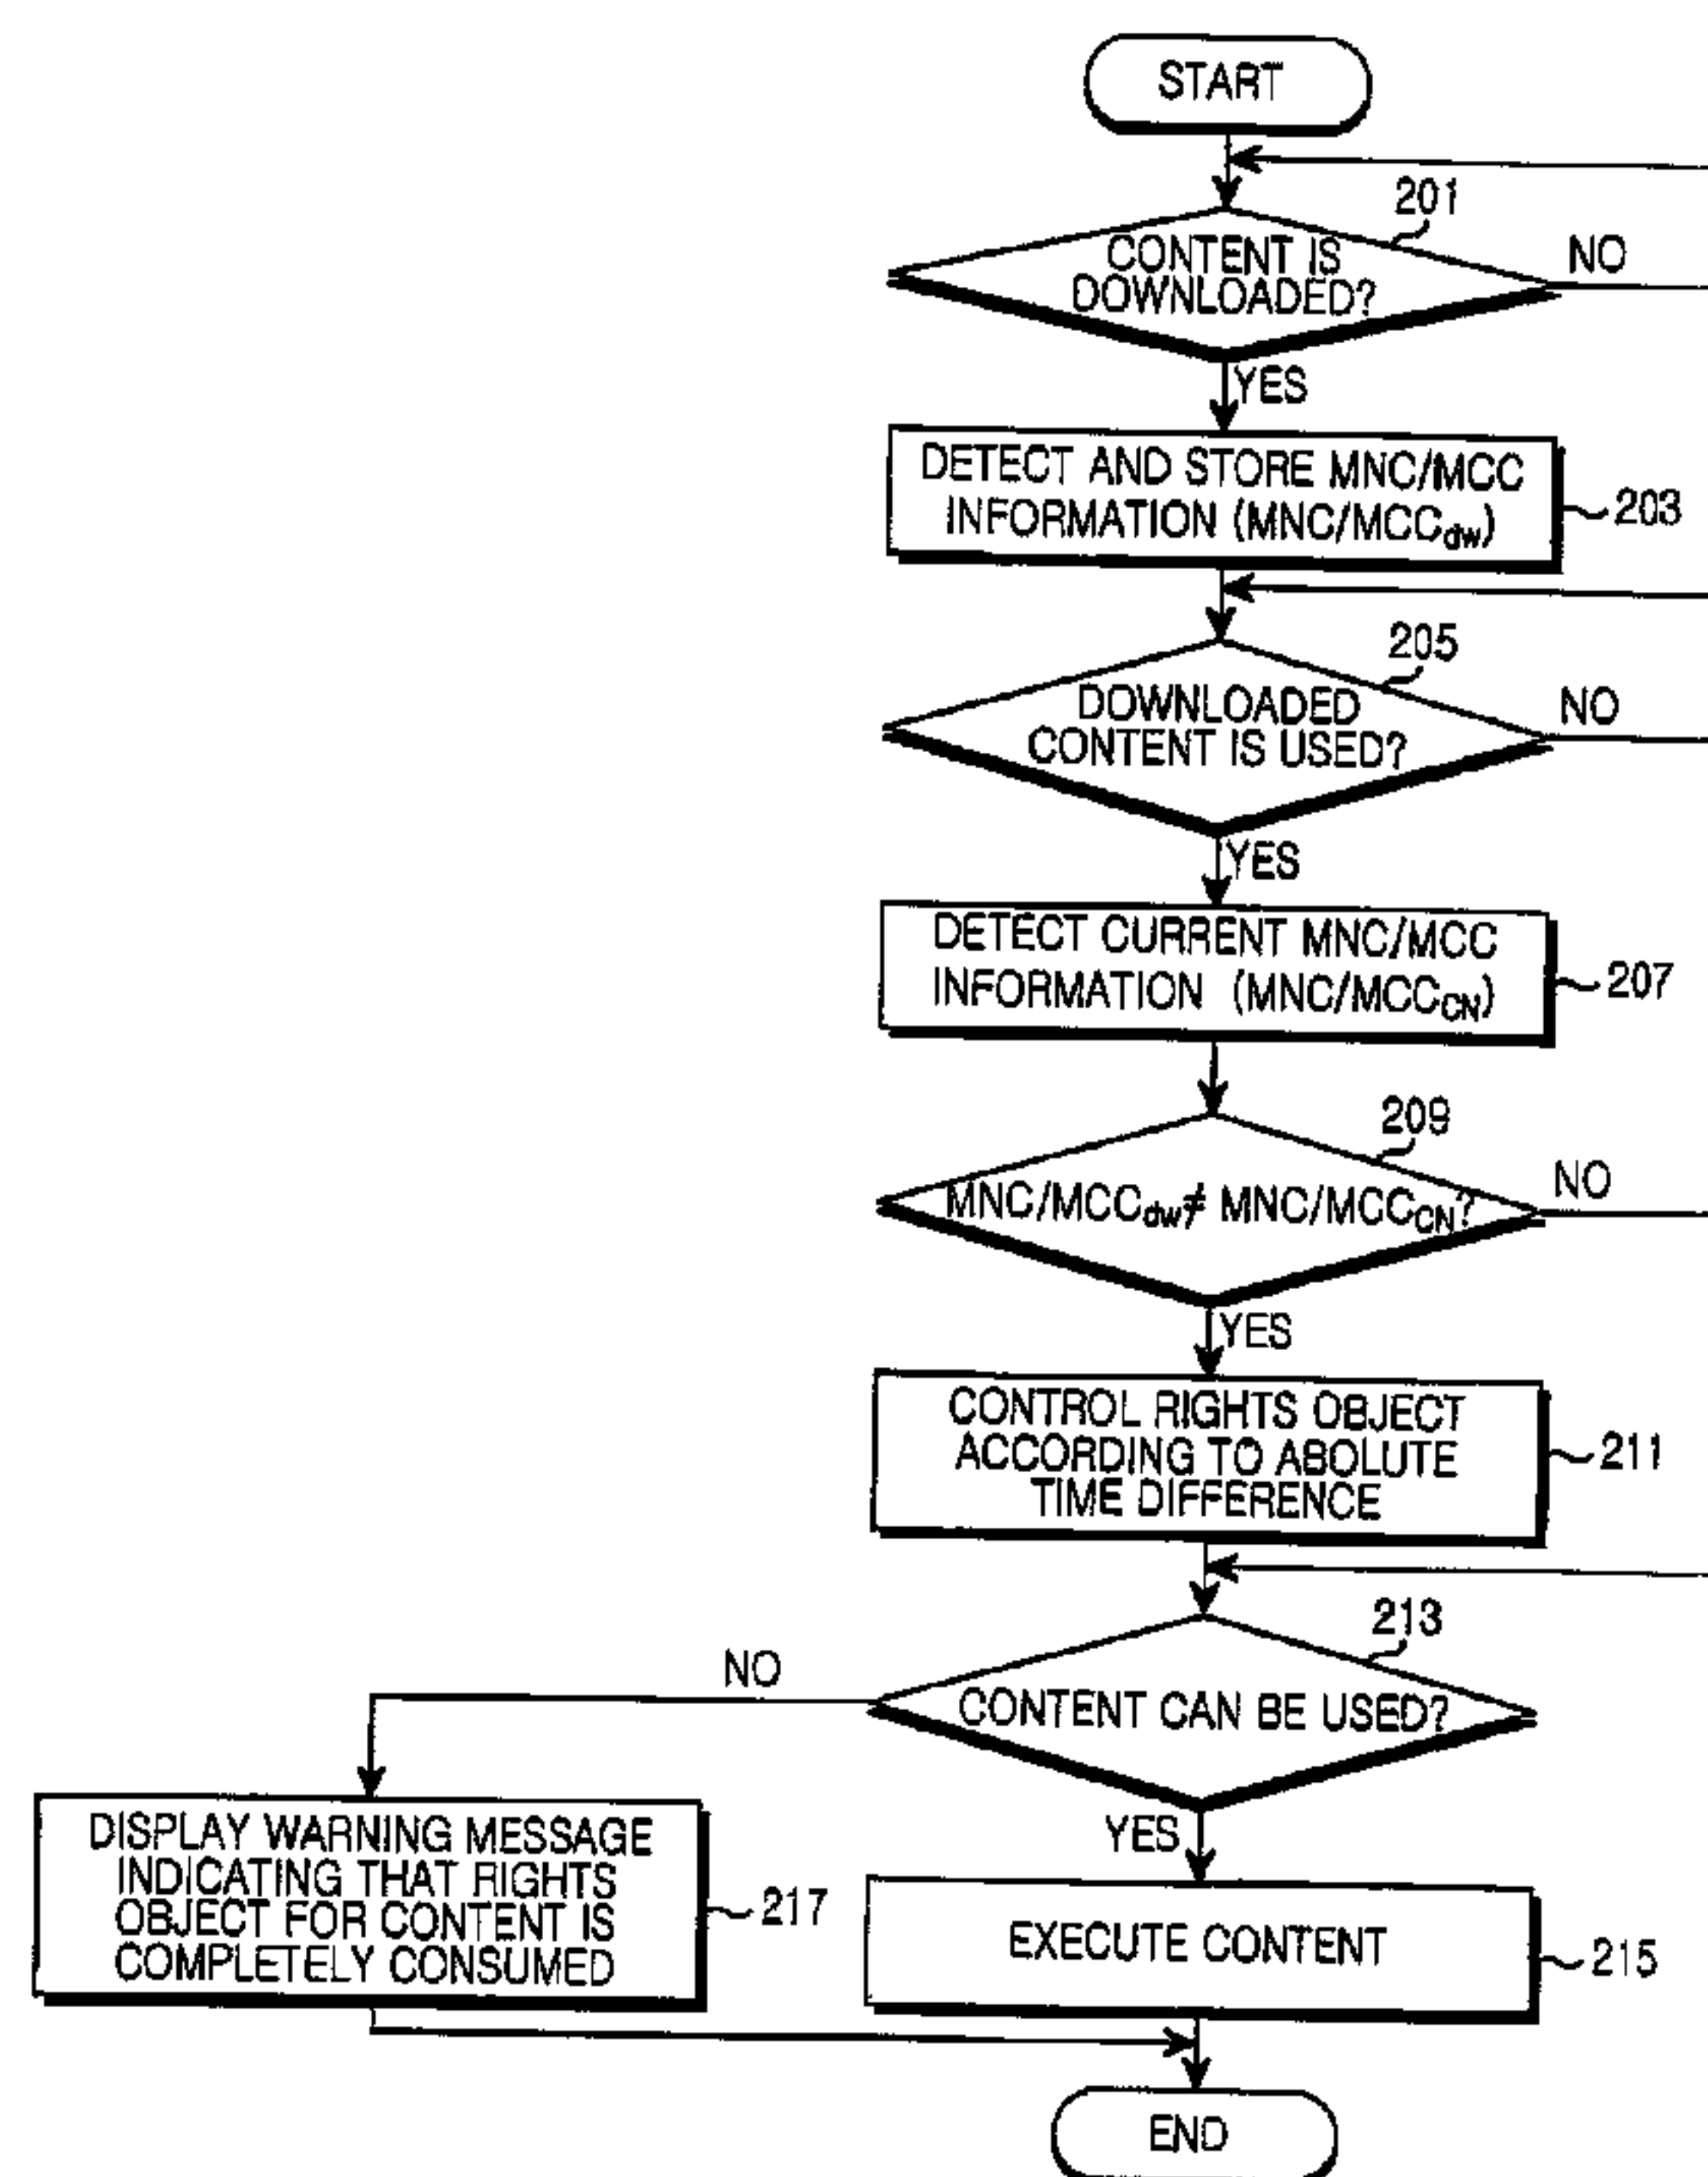 START
201
CONTENT IS
DOWNLOADED?
NO
YES
DETECT AND STORE MNC/MCC
INFORMATION (MNC/MCCdw)
203
205
DOWNLOADED
CONTENT IS USED?
NO
YES
DETECT CURRENT MNC/MCC
INFORMATION (MNC/MCCCN)
207
209
MNC/MCCdw≠ MNC/MCCCN?
NO
YES
CONTROL RIGHTS OBJECT
ACCORDING TO ABOLUTE
TIME DIFFERENCE
211
213
NO
CONTENT CAN BE USED?
YES
DISPLAY WARNING MESSAGE
INDICATING THAT RIGHTS
OBJECT FOR CONTENT IS
COMPLETELY CONSUMED
217
EXECUTE CONTENT
215
END